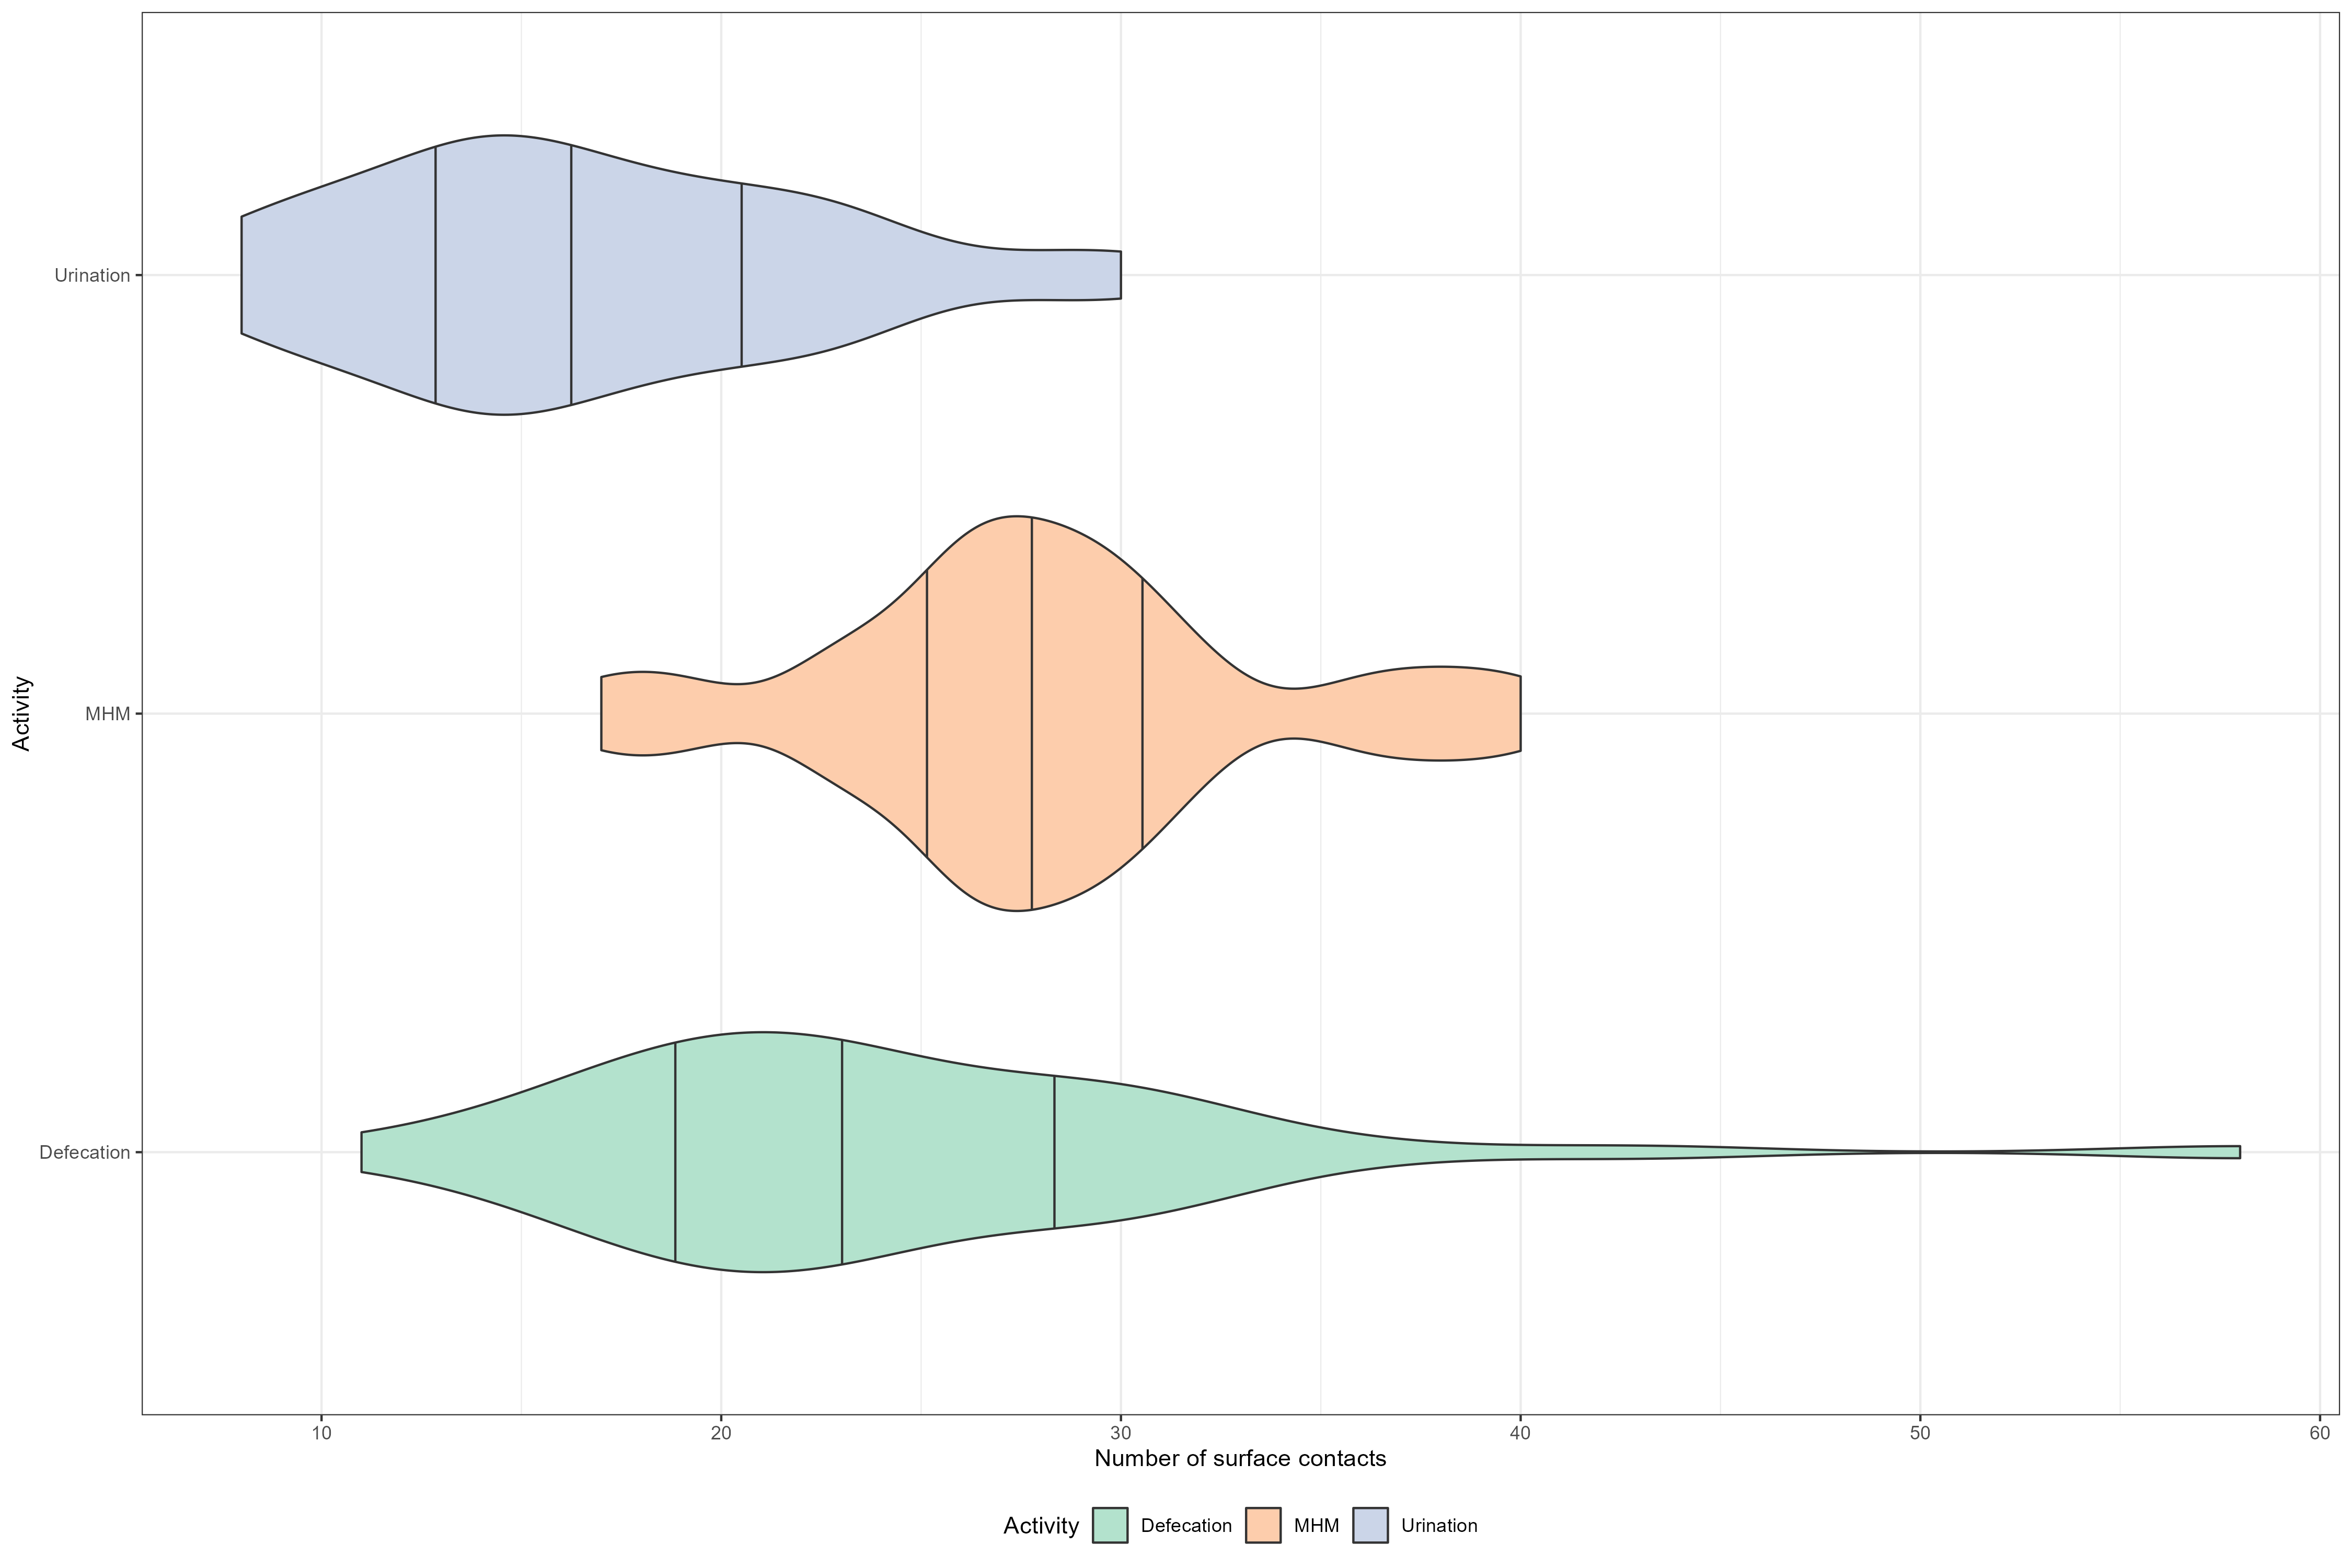 Urination
MHM
Defecation
Activity
10 20 30 40 50 60
Number of surface contacts
Activity Defecation MHM Urination